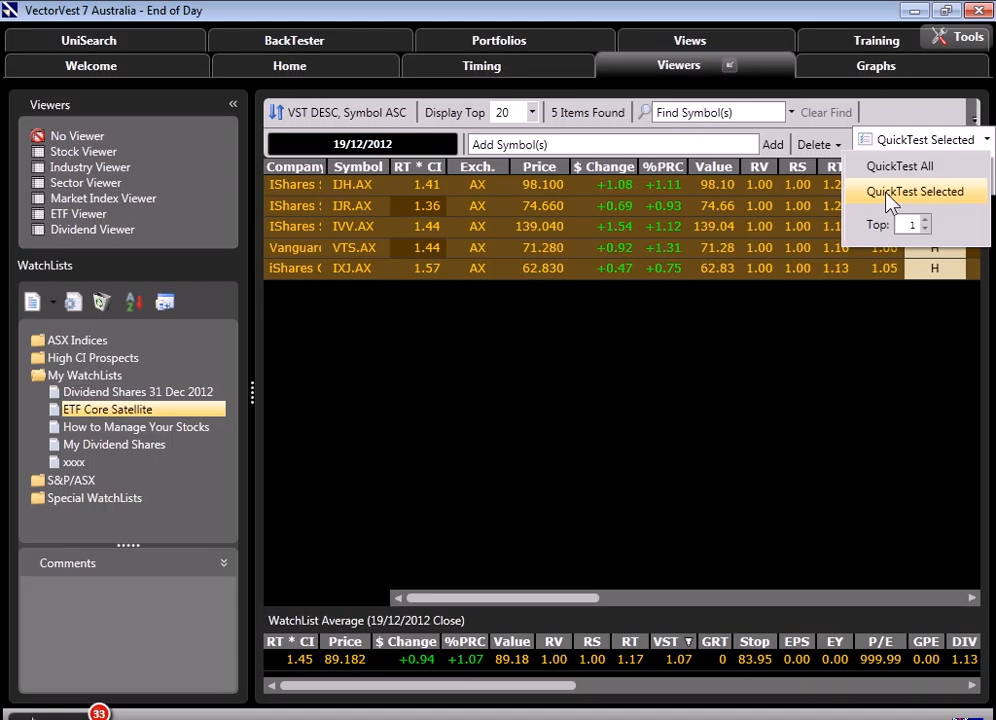 VectorVest 7 Australia - End of Day
UniSearch BackTester Portfolios Views Training Tools
Welcome Home Timing Viewers Graphs
Viewers
No Viewer
Stock Viewer
Industry Viewer
Sector Viewer
Market Index Viewer
ETF Viewer
Dividend Viewer
WatchLists
ASX Indices
High CI Prospects
My WatchLists
Dividend Shares 31 Dec 2012
ETF Core Satellite
How to Manage Your Stocks
My Dividend Shares
xxxx
S&P/ASX
Special WatchLists
Comments
33
VST DESC, Symbol ASC Display Top 20 5 Items Found Find Symbol(s) Clear Find
19/12/2012 Add Symbol(s) Add Delete QuickTest Selected
QuickTest All
QuickTest Selected
Top: 1
Company Symbol RT * CI Exch. Price $ Change %PRC Value RV RS
IShares IJH.AX 1.41 AX 98.100 +1.08 +1.11 98.10 1.00 1.00
IShares IJR.AX 1.36 AX 74.660 +0.69 +0.93 74.66 1.00 1.00
IShares IVV.AX 1.44 AX 139.040 +1.54 +1.12 139.04 1.00 1.00
Vanguar VTS.AX 1.44 AX 71.280 +0.92 +1.31 71.28 1.00 1.00 H
iShares IXJ.AX 1.57 AX 62.830 +0.47 +0.75 62.83 1.00 1.00 1.13 1.05 H
WatchList Average (19/12/2012 Close)
RT * CI Price $ Change %PRC Value RV RS RT VST GRT Stop EPS EY P/E GPE DIV
1.45 89.182 +0.94 +1.07 89.18 1.00 1.00 1.17 1.07 0 83.95 0.00 0.00 999.99 0.00 1.13